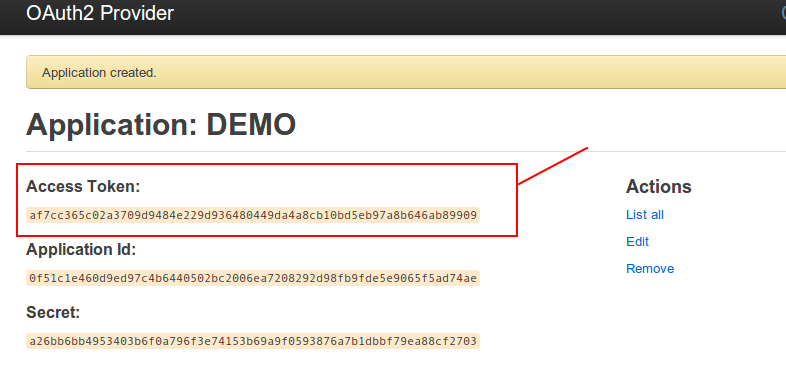 OAuth2 Provider
Application created.
Application: DEMO
Access Token:
af7cc365c02a3709d9484e229d936480449da4a8cb10bd5eb97a8b646ab89909
Application Id:
0f51c1e460d9ed97c4b6440502bc2006ea7208292d98fb9fde5e9065f5ad74ae
Secret:
a26bb6bb4953403b6f0a796f3e74153b69a9f0593876a7b1dbbf79ea88cf2703
Actions
List all
Edit
Remove